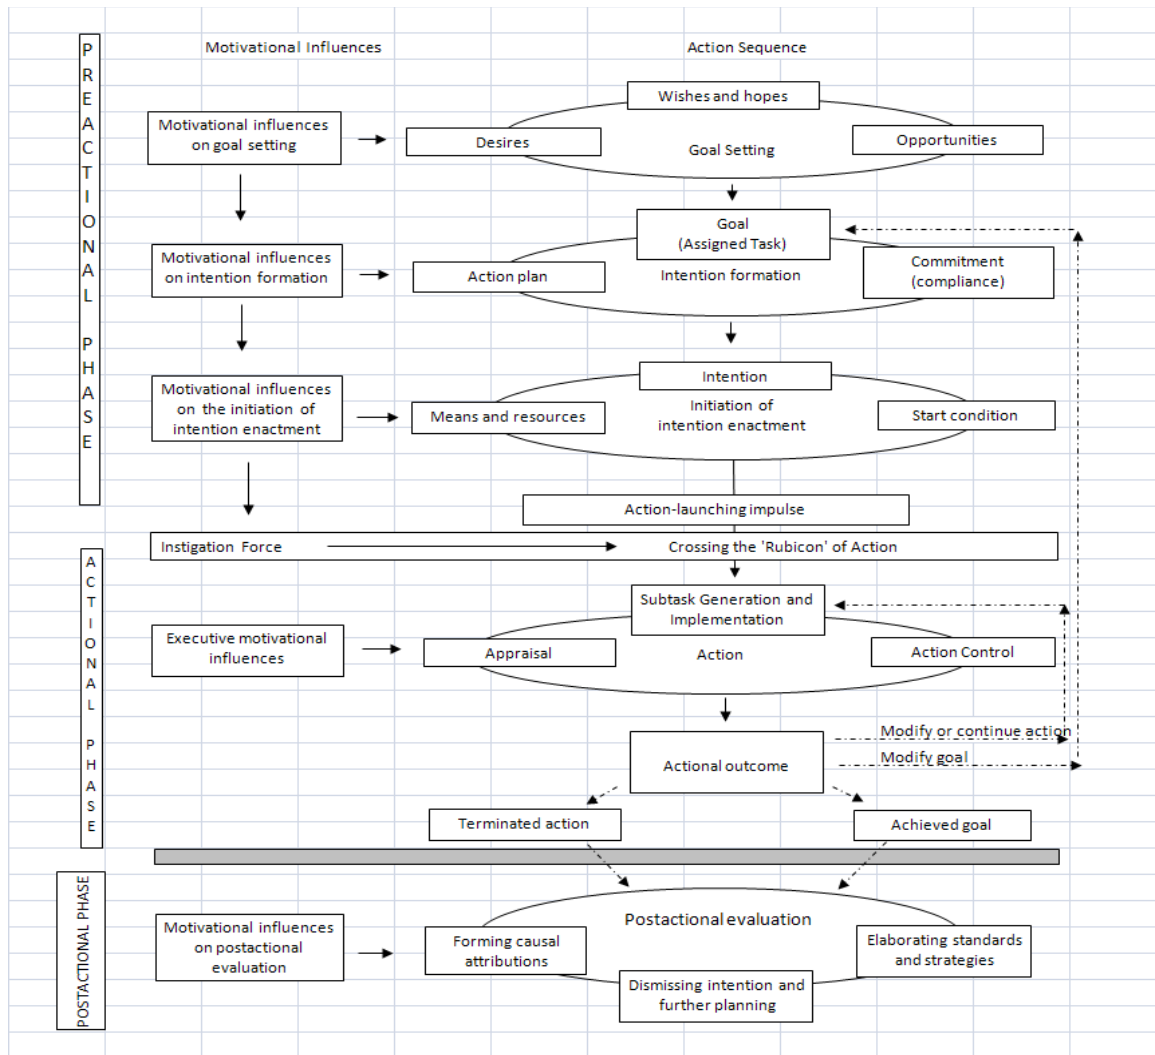 PREACTIONAL PHASE
Motivational Influences
Action Sequence
Wishes and hopes
Motivational influences
on goal setting
Desires
Opportunities
Goal Setting
Goal
(Assigned Task)
Motivational influences
on intention formation
Action plan
Intention formation
Commitment
(compliance)
Intention
Motivational influences
on the initiation of
intention enactment
Means and resources
Initiation of
intention enactment
Start condition
Action-launching impulse
Instigation Force
Crossing the 'Rubicon' of Action
ACTIONAL PHASE
Subtask Generation and
Implementation
Executive motivational
influences
Appraisal
Action
Action Control
Modify or continue action
Actional outcome
Modify goal
Terminated action
Achieved goal
POSTACTIONAL PHASE
Postactional evaluation
Motivational influences
on postactional
evaluation
Forming causal
attributions
Elaborating standards
and strategies
Dismissing intention and
further planning